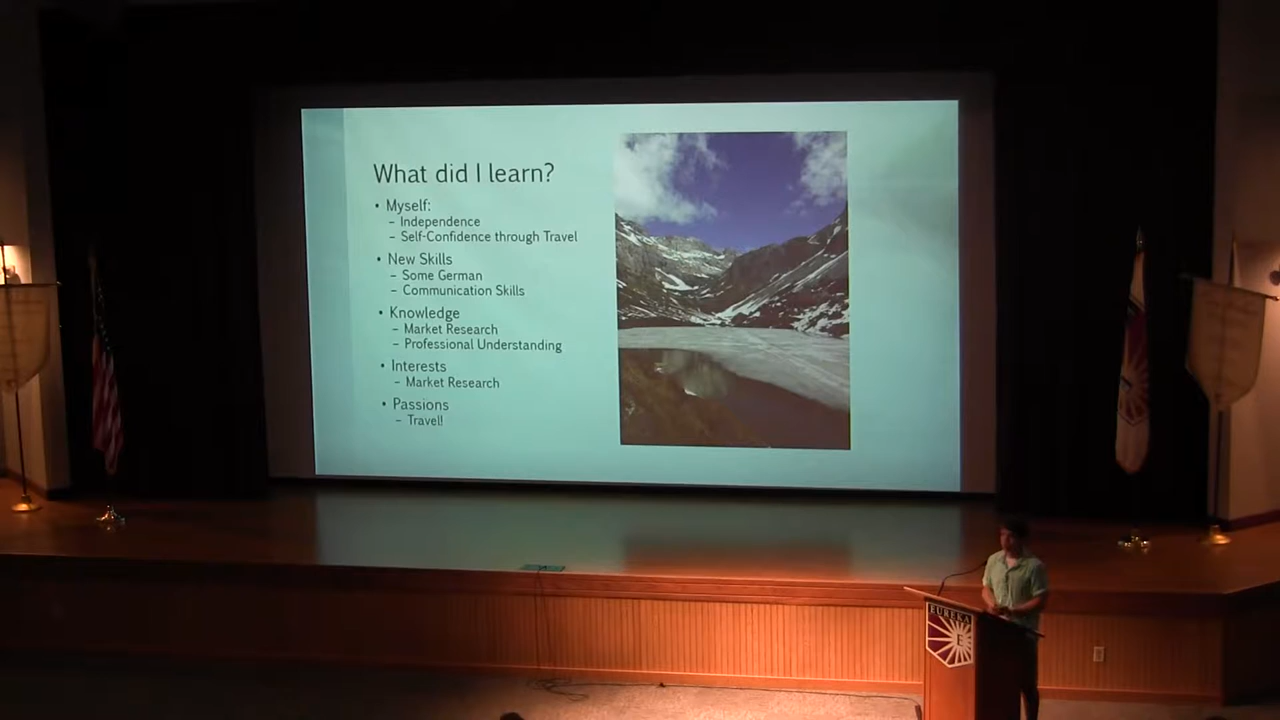 What did I learn?
• Myself:
– Independence
– Self-Confidence through Travel
• New Skills
– Some German
– Communication Skills
• Knowledge
– Market Research
– Professional Understanding
• Interests
– Market Research
• Passions
– Travel!
EUREKA
E